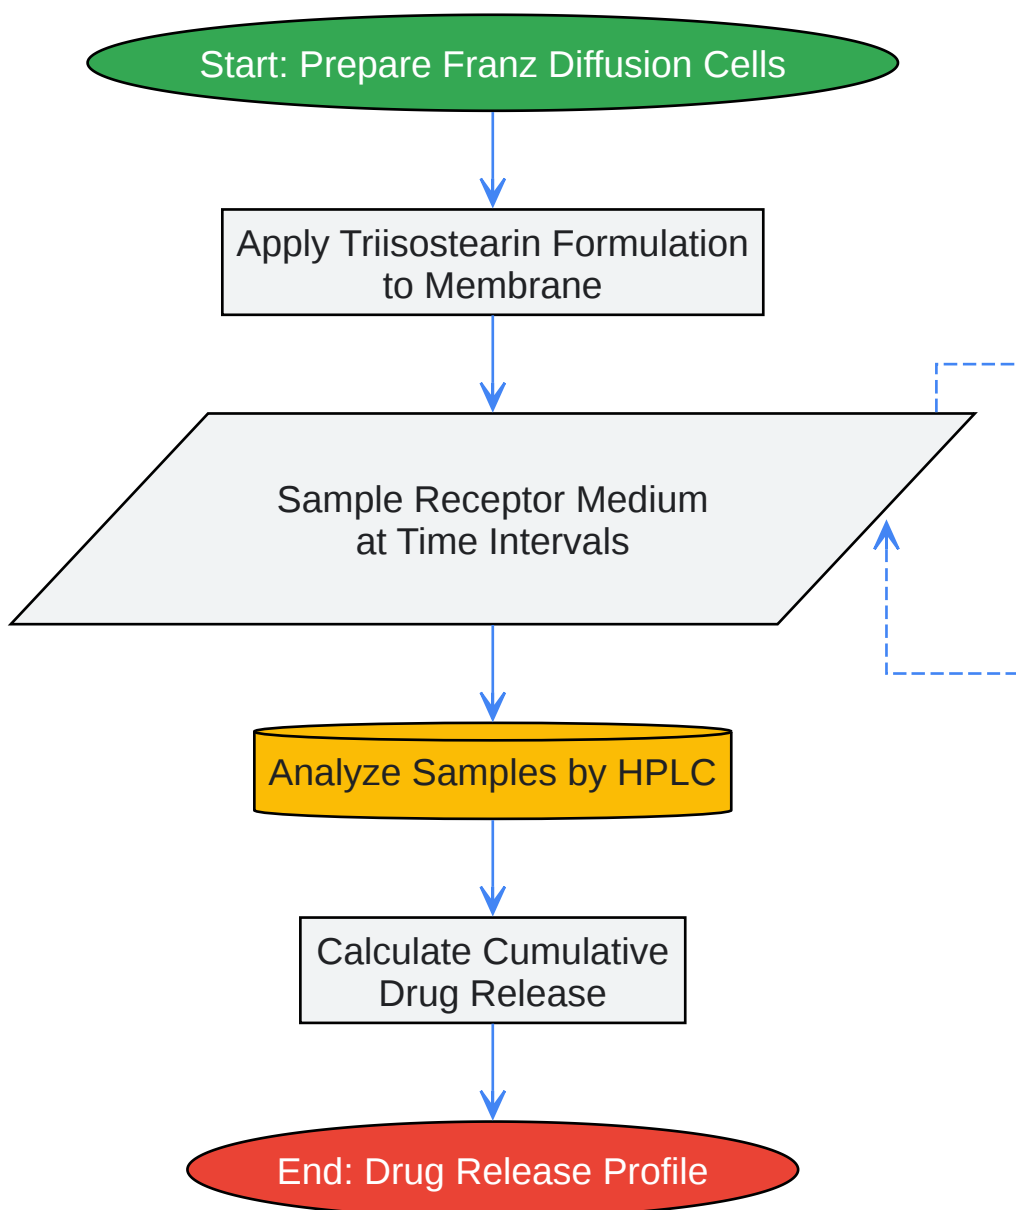 Start: Prepare Franz Diffusion Cells
Apply Triisostearin Formulation
to Membrane
Sample Receptor Medium
at Time Intervals
Analyze Samples by HPLC
Calculate Cumulative
Drug Release
End: Drug Release Profile